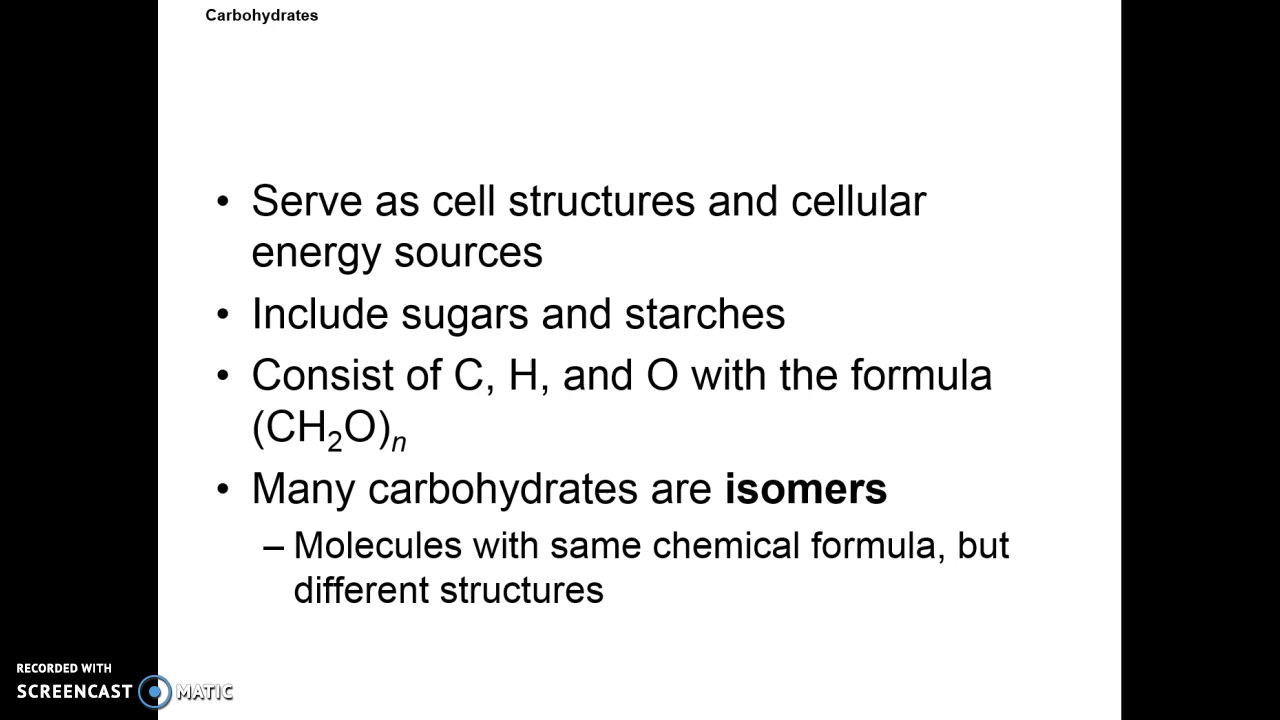 Carbohydrates
• Serve as cell structures and cellular
energy sources
• Include sugars and starches
• Consist of C, H, and O with the formula
(CH₂O)ₙ
• Many carbohydrates are isomers
– Molecules with same chemical formula, but
different structures
RECORDED WITH
SCREENCAST MATIC